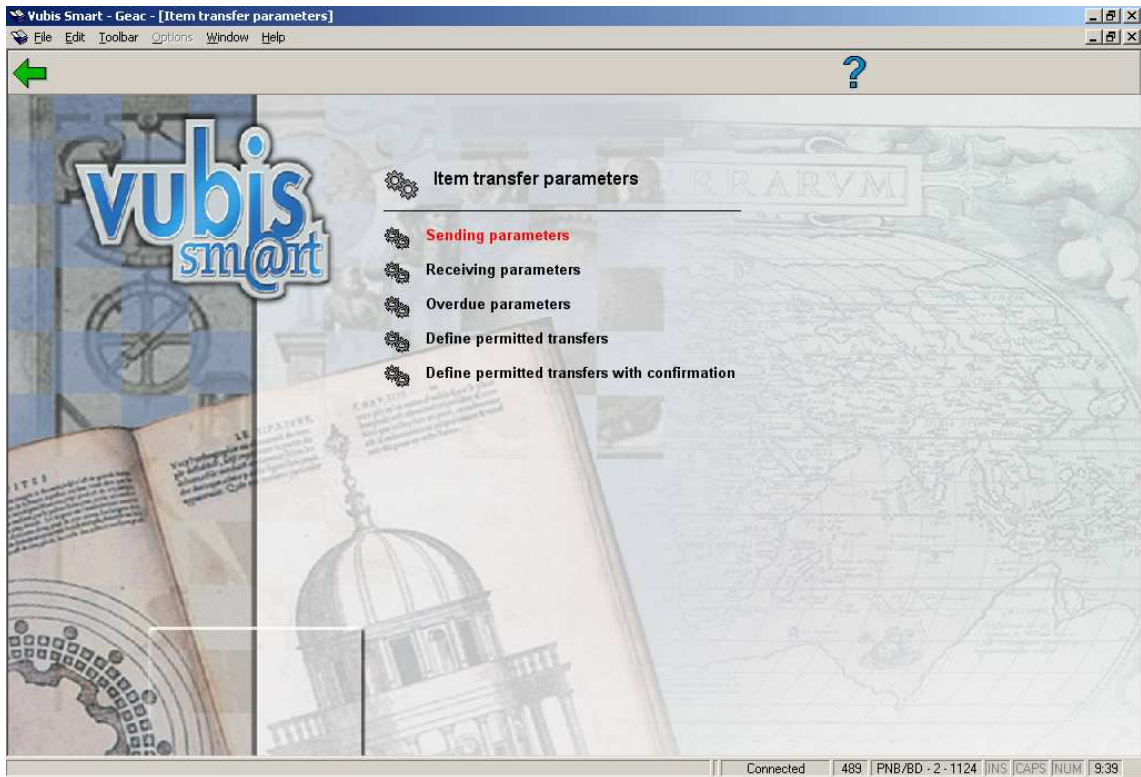 Vubis Smart - Geac - [Item transfer parameters]
File Edit Toolbar Options Window Help
?
vubis
sm@rt
RARVM
Item transfer parameters
Sending parameters
Receiving parameters
Overdue parameters
Define permitted transfers
Define permitted transfers with confirmation
Connected 489 PNB/BD - 2 - 1124 INS CAPS NUM 9:39